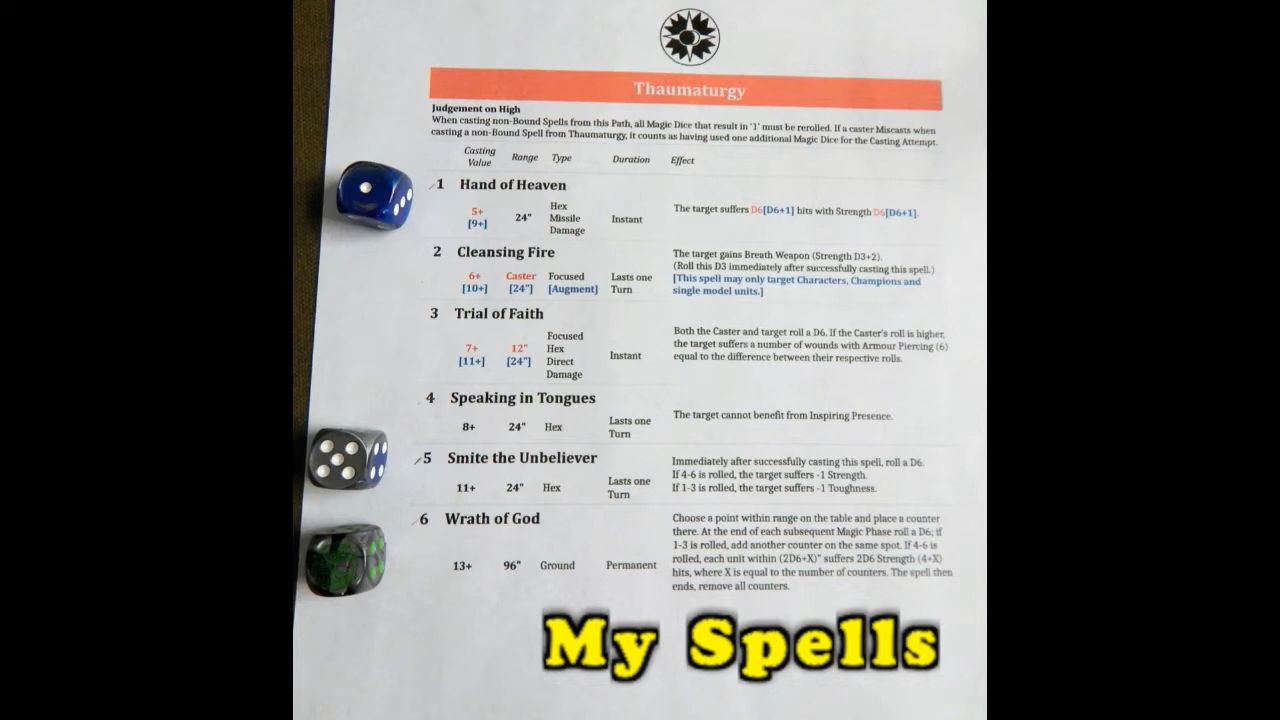 Thaumaturgy
Judgement on High
When casting non-Bound Spells from this Path, all Magic Dice that result in '1' must be rerolled. If a caster Miscasts when
casting a non-Bound Spell from Thaumaturgy, it counts as having used one additional Magic Dice for the Casting Attempt.
Casting
Value Range Type Duration Effect
1 Hand of Heaven
5+
[9+]
24"
Hex
Missile
Damage
Instant
The target suffers D6[D6+1] hits with Strength D6[D6+1].
2 Cleansing Fire
6+
[10+]
Caster
[24"]
Focused
[Augment]
Lasts one
Turn
The target gains Breath Weapon (Strength D3+2).
(Roll this D3 immediately after successfully casting this spell.)
[This spell may only target Characters, Champions and
single model units.]
3 Trial of Faith
7+
[11+]
12"
[24"]
Focused
Hex
Direct
Damage
Instant
Both the Caster and target roll a D6. If the Caster's roll is higher,
the target suffers a number of wounds with Armour Piercing (6)
equal to the difference between their respective rolls.
4 Speaking in Tongues
8+
24"
Hex
Lasts one
Turn
The target cannot benefit from Inspiring Presence.
5 Smite the Unbeliever
11+
24"
Hex
Lasts one
Turn
Immediately after successfully casting this spell, roll a D6.
If 4-6 is rolled, the target suffers -1 Strength.
If 1-3 is rolled, the target suffers -1 Toughness.
6 Wrath of God
13+
96"
Ground
Permanent
Choose a point within range on the table and place a counter
there. At the end of each subsequent Magic Phase roll a D6; if
1-3 is rolled, add another counter on the same spot. If 4-6 is
rolled, each unit within (2D6+X)" suffers 2D6 Strength (4+X)
hits, where X is equal to the number of counters. The spell then
ends, remove all counters.
My Spells